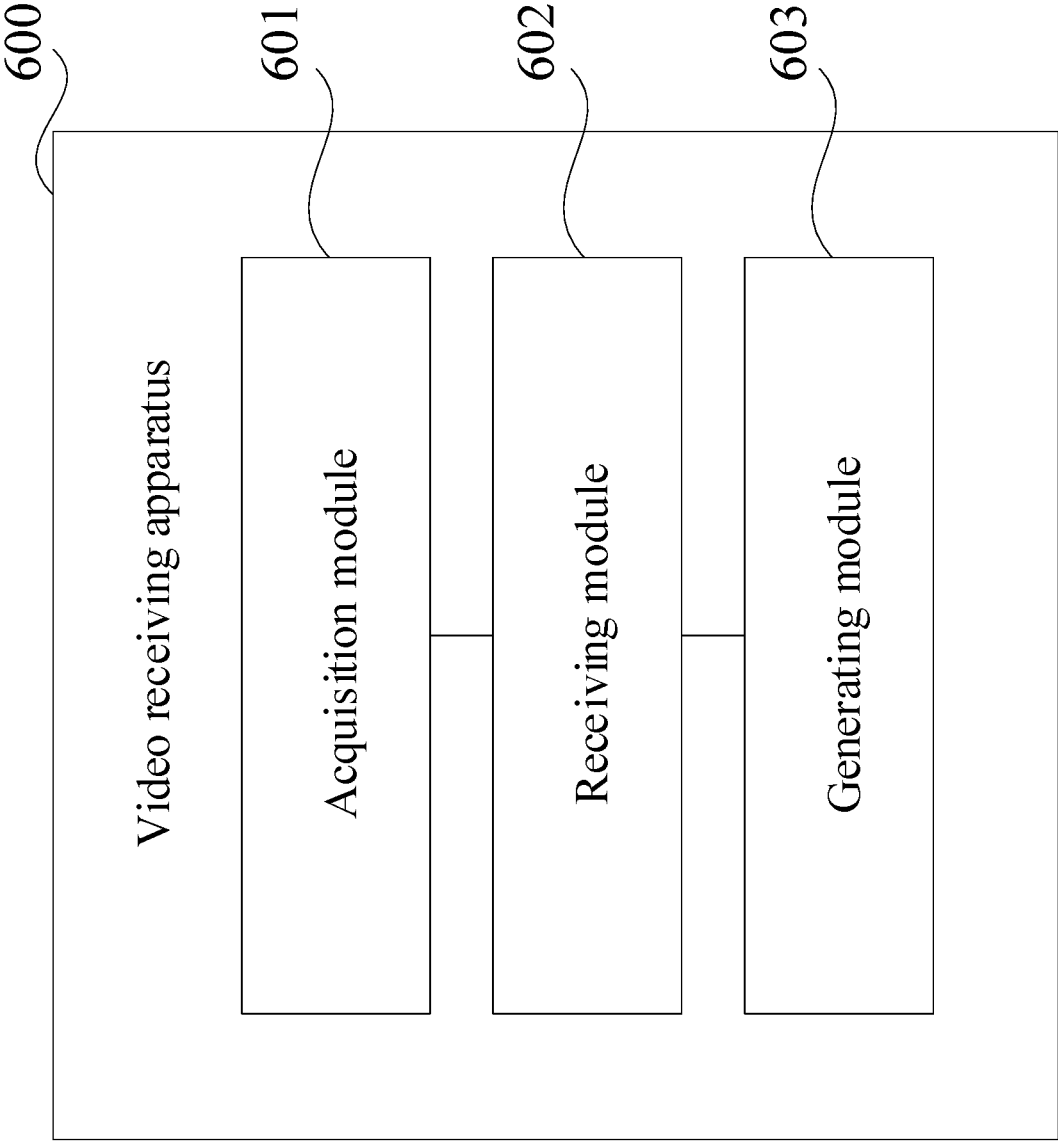 600
Video receiving apparatus
601
Acquisition module
602
Receiving module
603
Generating module